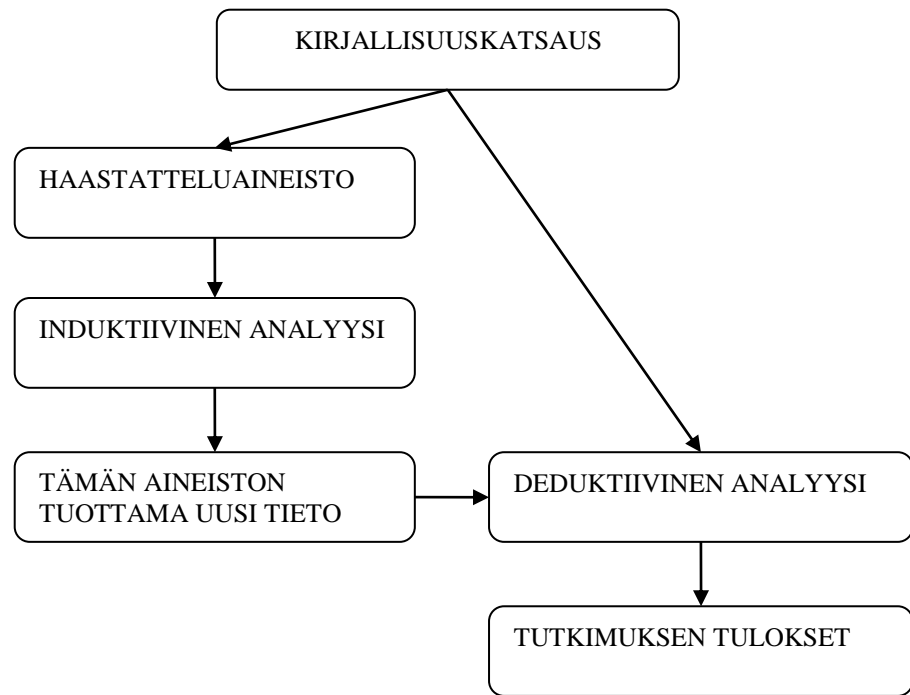 KIRJALLISUUSKATSAUS
HAASTATTELUAINEISTO
INDUKTIIVINEN ANALYYSI
TÄMÄN AINEISTON
TUOTTAMA UUSI TIETO
DEDUKTIIVINEN ANALYYSI
TUTKIMUKSEN TULOKSET